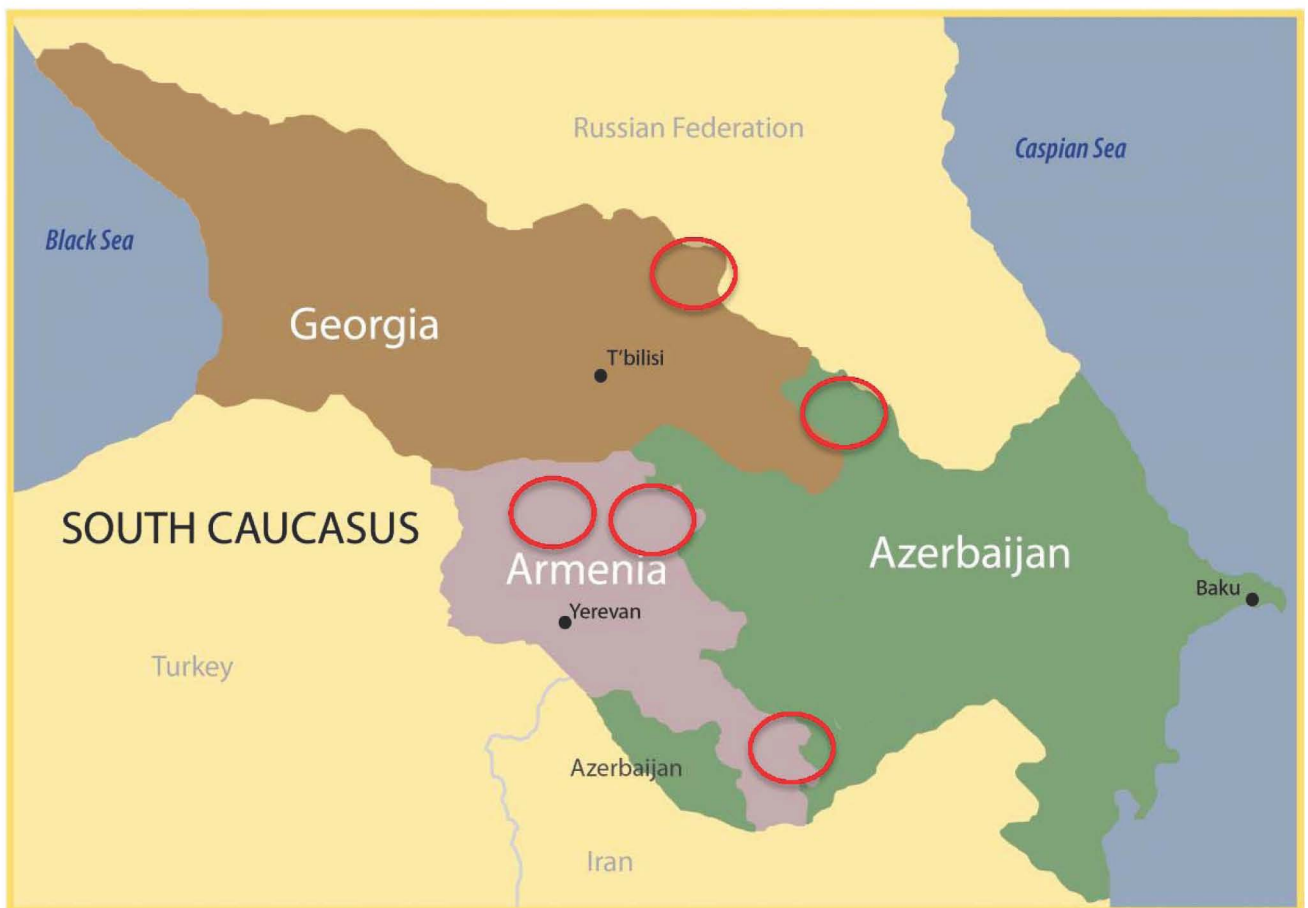 Russian Federation
Caspian Sea
Black Sea
Georgia
T'bilisi
SOUTH CAUCASUS
Armenia
Azerbaijan
Baku
Yerevan
Turkey
Azerbaijan
Iran